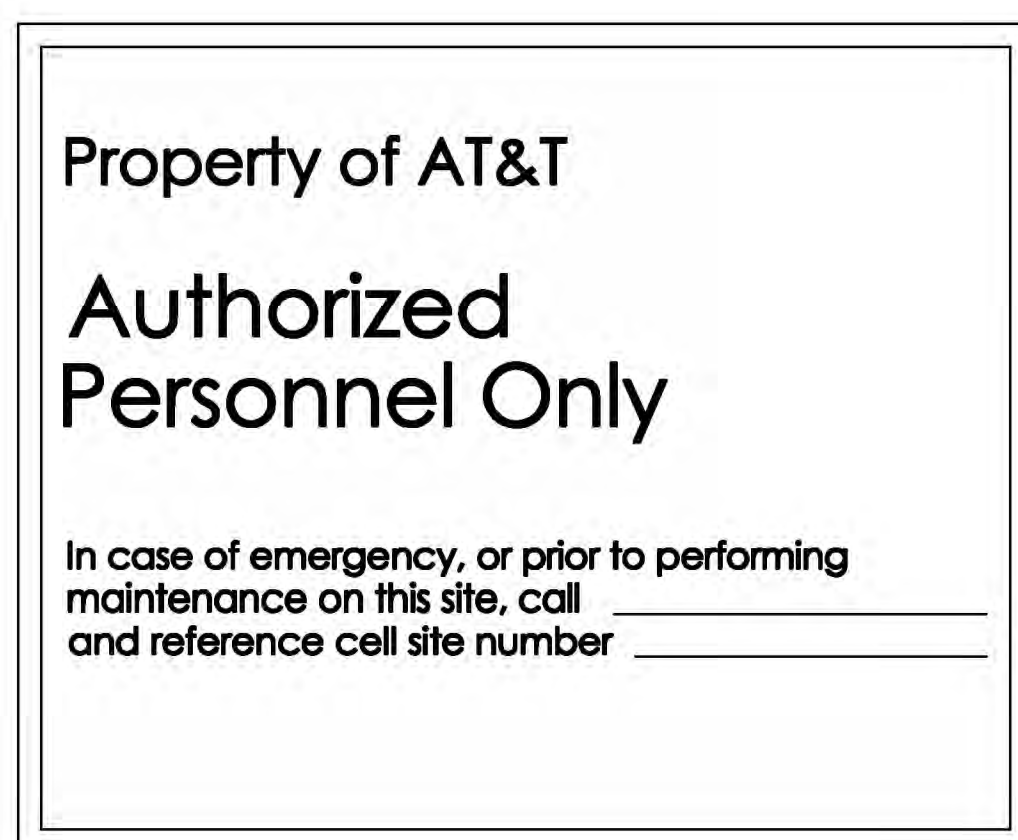 Property of AT&T
Authorized
Personnel Only
In case of emergency, or prior to performing
maintenance on this site, call
and reference cell site number